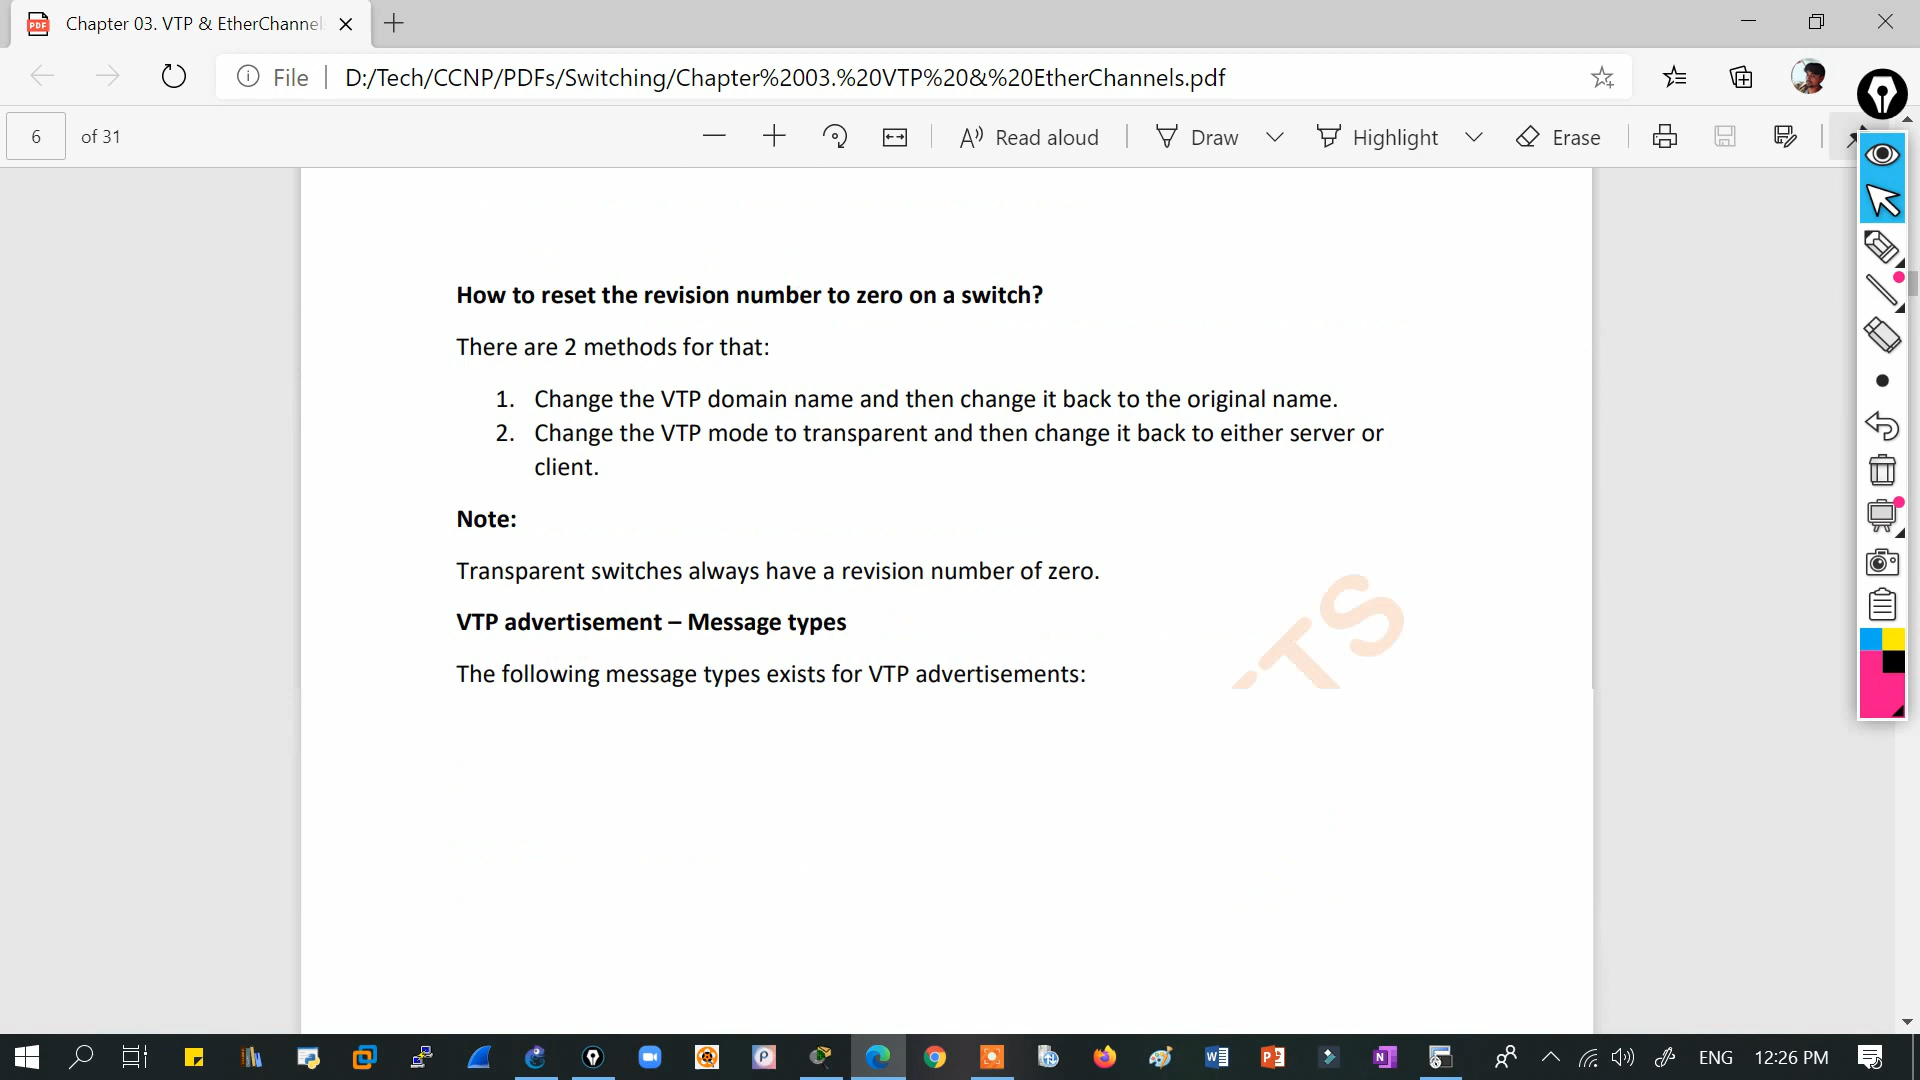 Chapter 03. VTP & EtherChannel
File
D:/Tech/CCNP/PDFs/Switching/Chapter%2003.%20VTP%20&%20EtherChannels.pdf
6 of 31
Read aloud
Draw
Highlight
Erase
How to reset the revision number to zero on a switch?
There are 2 methods for that:
1. Change the VTP domain name and then change it back to the original name.
2. Change the VTP mode to transparent and then change it back to either server or
client.
Note:
Transparent switches always have a revision number of zero.
VTP advertisement – Message types
The following message types exists for VTP advertisements:
TS
ENG
12:26 PM